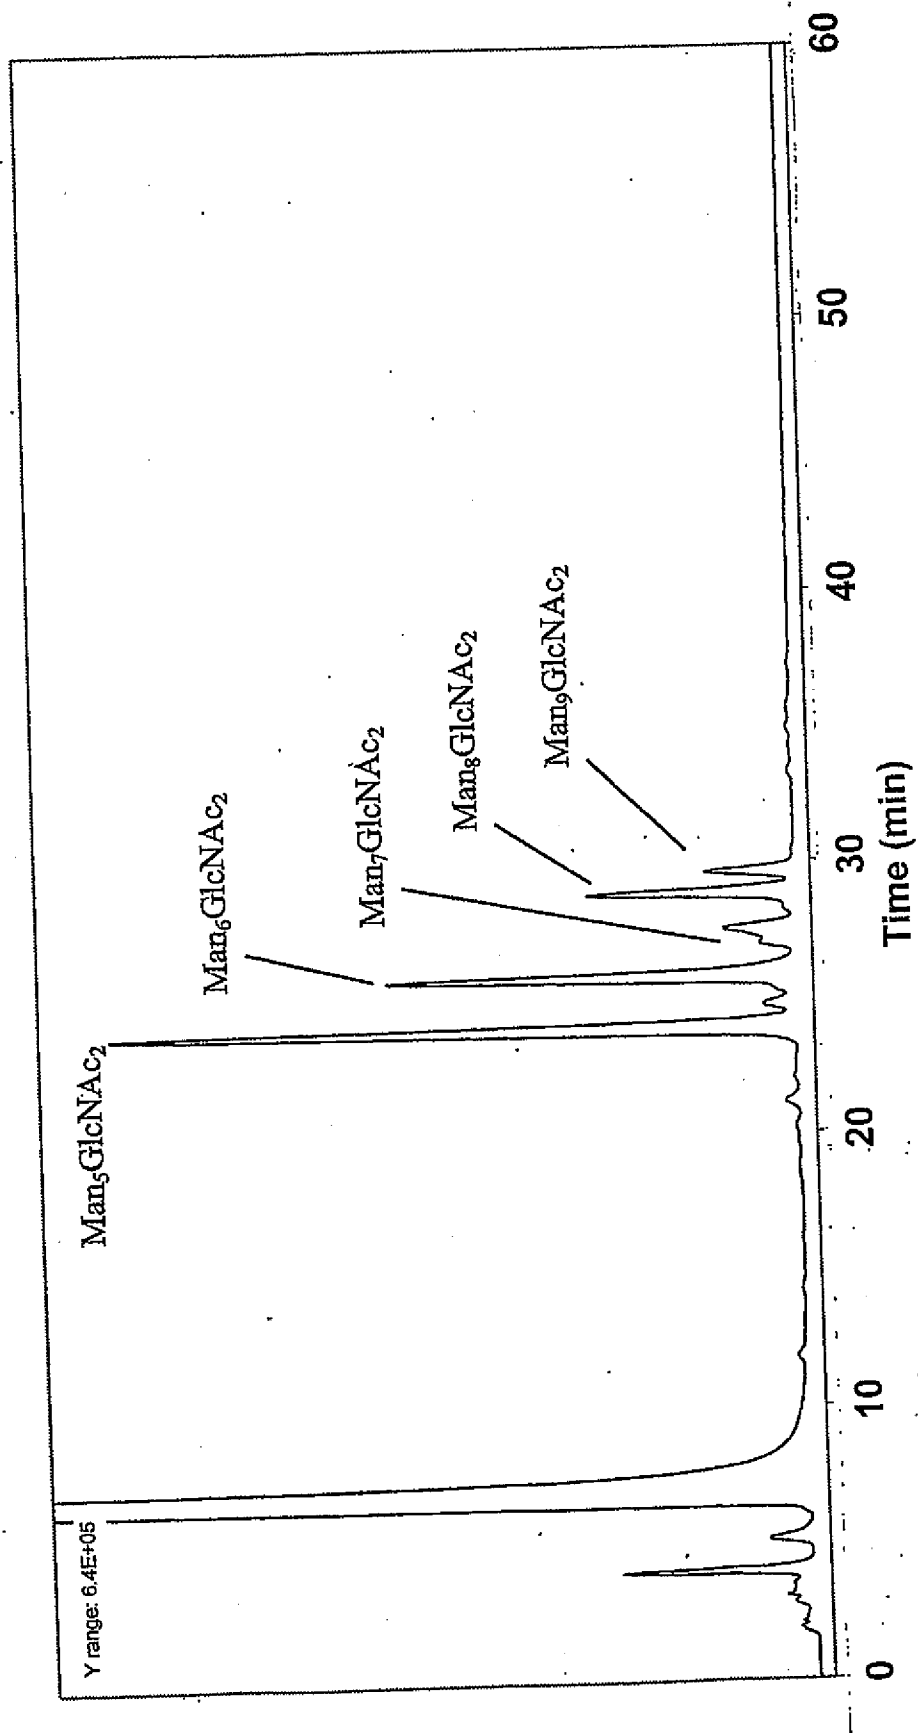 Y range: 6.4E+05
Man₅GlcNAc₂
Man₆GlcNAc₂
Man₇GlcNAc₂
Man₈GlcNAc₂
Man₉GlcNAc₂
0 10 20 30 40 50 60
Time (min)